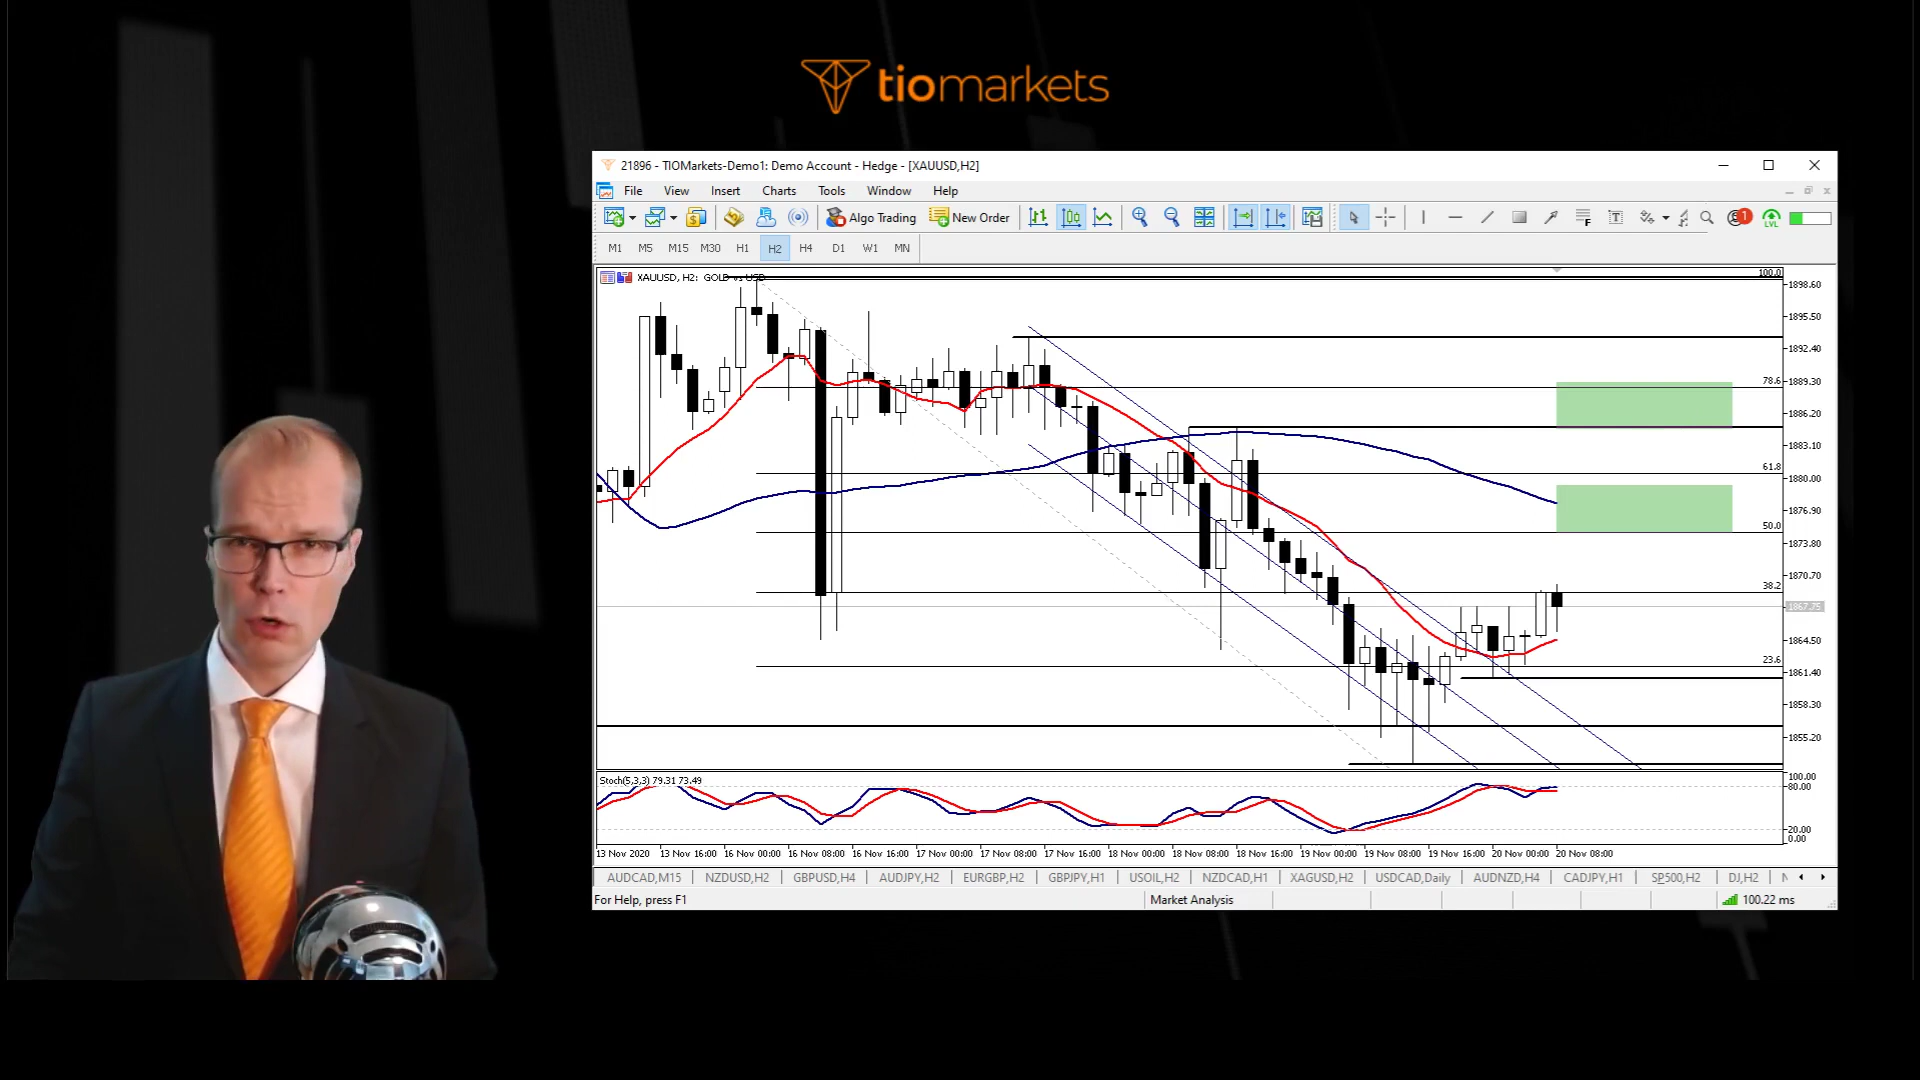 tiomarkets
21896 - TIOMarkets-Demo1: Demo Account - Hedge - [XAUUSD,H2]
File View Insert Charts Tools Window Help
Algo Trading New Order 1 LVL
M1 M5 M15 M30 H1 H2 H4 D1 W1 MN
XAUUSD, H2: GOLD vs USD
100.0
1898.60
1895.50
1892.40
78.6
1889.30
1886.20
1883.10
61.8
1880.00
1876.90
50.0
1873.80
1870.70
38.2
1867.75
1864.50
23.6
1861.40
1858.30
1855.20
Stoch(5,3,3) 79.31 73.49
100.00
80.00
20.00
0.00
13 Nov 2020 13 Nov 16:00 16 Nov 00:00 16 Nov 08:00 16 Nov 16:00 17 Nov 00:00 17 Nov 08:00 17 Nov 16:00 18 Nov 00:00 18 Nov 08:00 18 Nov 16:00 19 Nov 00:00 19 Nov 08:00 19 Nov 16:00 20 Nov 00:00 20 Nov 08:00
AUDCAD,M15 NZDUSD,H2 GBPUSD,H4 AUDJPY,H2 EURGBP,H2 GBPJPY,H1 USOIL,H2 NZDCAD,H1 XAGUSD,H2 USDCAD,Daily AUDNZD,H4 CADJPY,H1 SP500,H2 DJ,H2
For Help, press F1 Market Analysis 100.22 ms